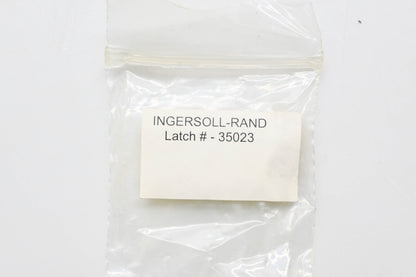 INGERSOLL-RAND
Latch # - 35023